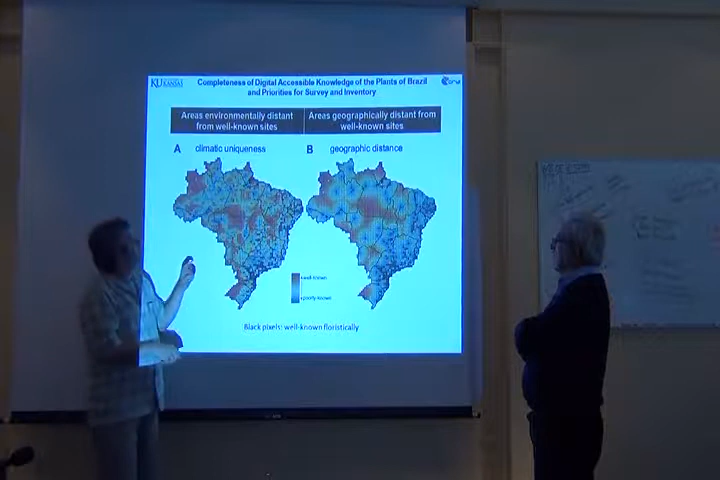 KU KANSAS
Completeness of Digital Accessible Knowledge of the Plants of Brazil
and Priorities for Survey and Inventory
Areas environmentally distant
from well-known sites
Areas geographically distant from
well-known sites
A climatic uniqueness
B geographic distance
well-known
poorly-known
Black pixels: well-known floristically